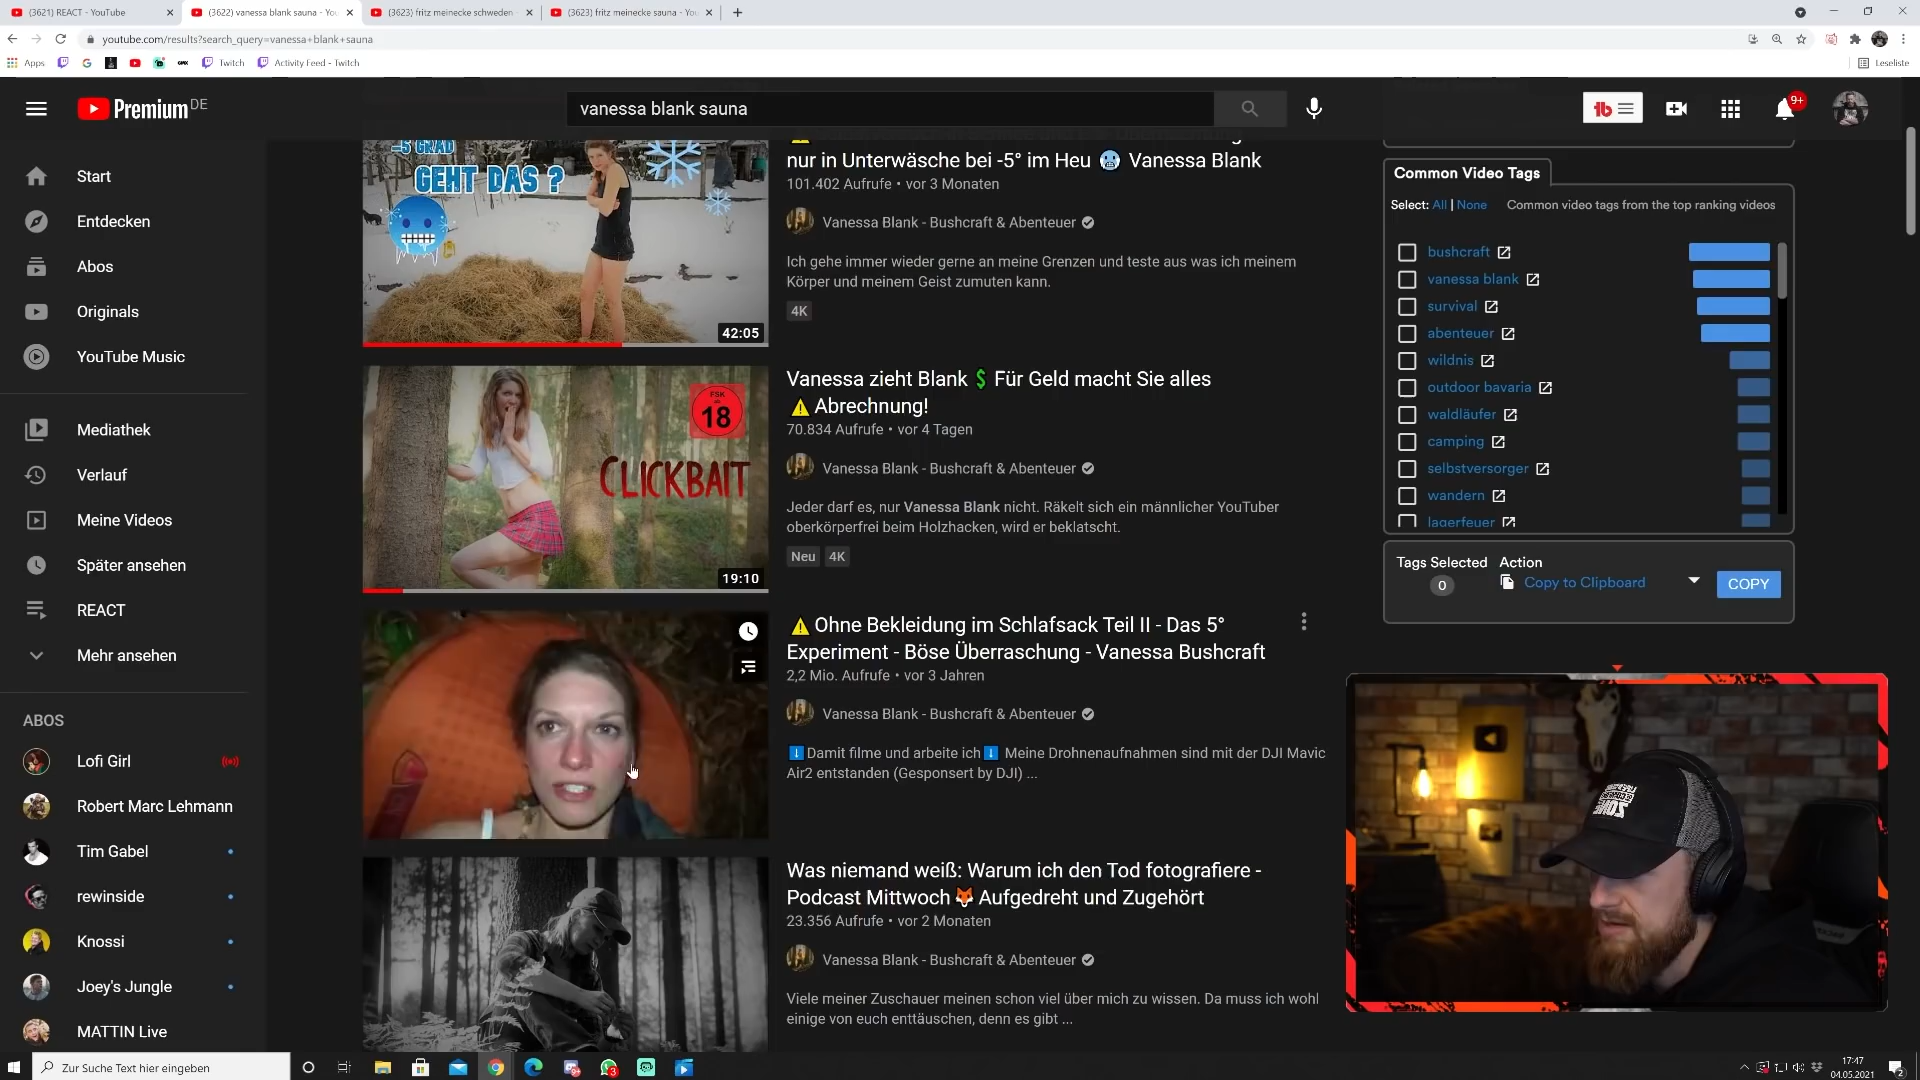 (3621) REACT - YouTube
(3622) vanessa blank sauna - You
(3623) fritz meinecke schweden -
(3623) fritz meinecke sauna - You
youtube.com/results?search_query=vanessa+blank+sauna
Apps
Twitch
Activity Feed - Twitch
Leseliste
Premium DE
vanessa blank sauna
9+
Start
Entdecken
Abos
Originals
YouTube Music
Mediathek
Verlauf
Meine Videos
Später ansehen
REACT
Mehr ansehen
ABOS
Lofi Girl
Robert Marc Lehmann
Tim Gabel
rewinside
Knossi
Joey's Jungle
MATTIN Live
-5 GRAD
GEHT DAS ?
42:05
nur in Unterwäsche bei -5° im Heu 🥶 Vanessa Blank
101.402 Aufrufe • vor 3 Monaten
Vanessa Blank - Bushcraft & Abenteuer
Ich gehe immer wieder gerne an meine Grenzen und teste aus was ich meinem
Körper und meinem Geist zumuten kann.
4K
FSK
ab
18
CLICKBAIT
19:10
Vanessa zieht Blank 💲 Für Geld macht Sie alles
⚠️ Abrechnung!
70.834 Aufrufe • vor 4 Tagen
Vanessa Blank - Bushcraft & Abenteuer
Jeder darf es, nur Vanessa Blank nicht. Räkelt sich ein männlicher YouTuber
oberkörperfrei beim Holzhacken, wird er beklatscht.
Neu 4K
⚠️ Ohne Bekleidung im Schlafsack Teil II - Das 5°
Experiment - Böse Überraschung - Vanessa Bushcraft
2,2 Mio. Aufrufe • vor 3 Jahren
Vanessa Blank - Bushcraft & Abenteuer
⬇️Damit filme und arbeite ich⬇️ Meine Drohnenaufnahmen sind mit der DJI Mavic
Air2 entstanden (Gesponsert by DJI) ...
Was niemand weiß: Warum ich den Tod fotografiere -
Podcast Mittwoch 🦊 Aufgedreht und Zugehört
23.356 Aufrufe • vor 2 Monaten
Vanessa Blank - Bushcraft & Abenteuer
Viele meiner Zuschauer meinen schon viel über mich zu wissen. Da muss ich wohl
einige von euch enttäuschen, denn es gibt ...
Common Video Tags
Select: All | None Common video tags from the top ranking videos
bushcraft
vanessa blank
survival
abenteuer
wildnis
outdoor bavaria
waldläufer
camping
selbstversorger
wandern
lagerfeuer
Tags Selected
0
Action
Copy to Clipboard
COPY
Zur Suche Text hier eingeben
3
17:47
04.05.2021
2